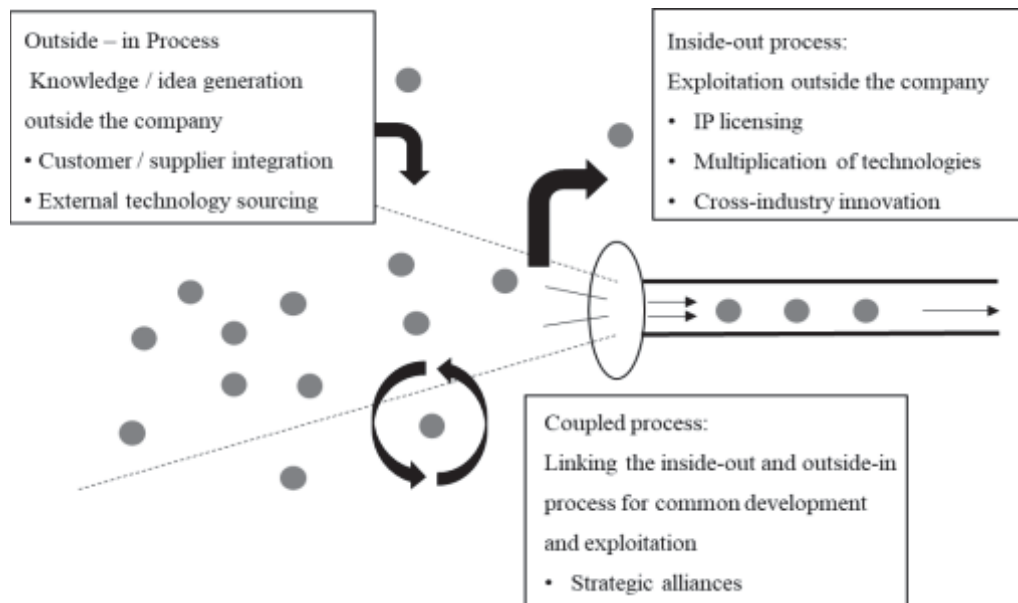 Outside – in Process
Knowledge / idea generation
outside the company
• Customer / supplier integration
• External technology sourcing
Inside-out process:
Exploitation outside the company
• IP licensing
• Multiplication of technologies
• Cross-industry innovation
Coupled process:
Linking the inside-out and outside-in
process for common development
and exploitation
• Strategic alliances